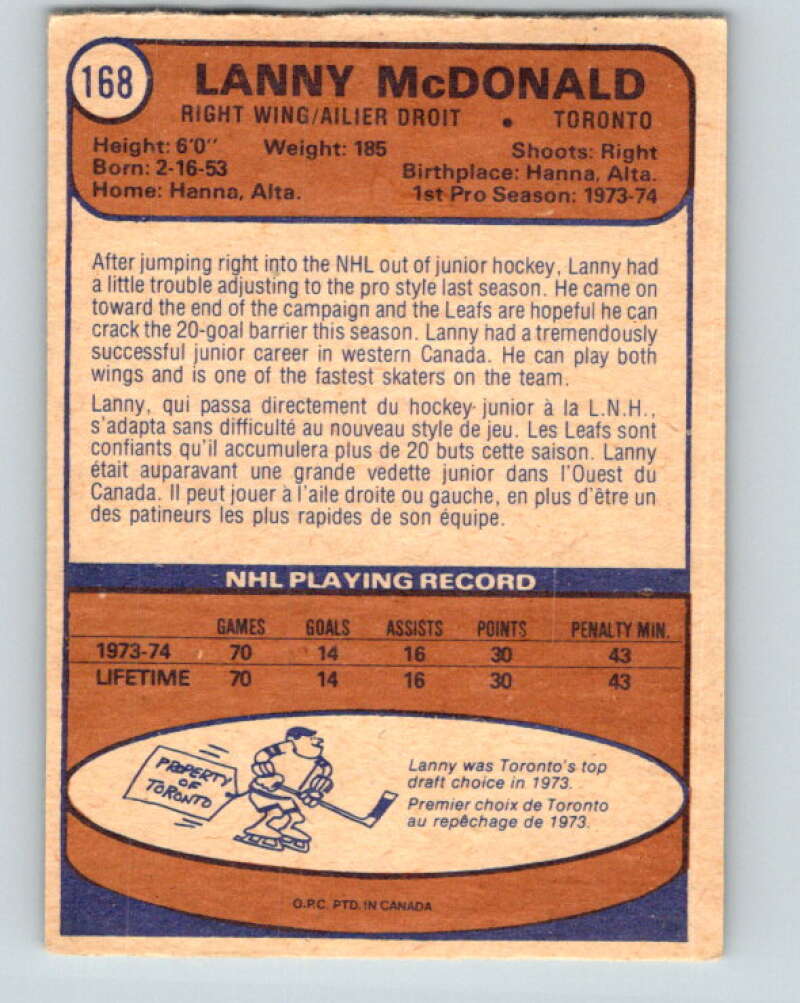 168
LANNY McDONALD
RIGHT WING/AILIER DROIT • TORONTO
Height: 6'0'' Weight: 185 Shoots: Right
Born: 2-16-53 Birthplace: Hanna, Alta.
Home: Hanna, Alta. 1st Pro Season: 1973-74
After jumping right into the NHL out of junior hockey, Lanny had
a little trouble adjusting to the pro style last season. He came on
toward the end of the campaign and the Leafs are hopeful he can
crack the 20-goal barrier this season. Lanny had a tremendously
successful junior career in western Canada. He can play both
wings and is one of the fastest skaters on the team.
Lanny, qui passa directement du hockey junior à la L.N.H.,
s'adapta sans difficulté au nouveau style de jeu. Les Leafs sont
confiants qu'il accumulera plus de 20 buts cette saison. Lanny
était auparavant une grande vedette junior dans l'Ouest du
Canada. Il peut jouer à l'aile droite ou gauche, en plus d'être un
des patineurs les plus rapides de son équipe.
NHL PLAYING RECORD
GAMES GOALS ASSISTS POINTS PENALTY MIN.
1973-74 70 14 16 30 43
LIFETIME 70 14 16 30 43
PROPERTY
OF
TORONTO
Lanny was Toronto's top
draft choice in 1973.
Premier choix de Toronto
au repêchage de 1973.
O.P.C. PTD. IN CANADA